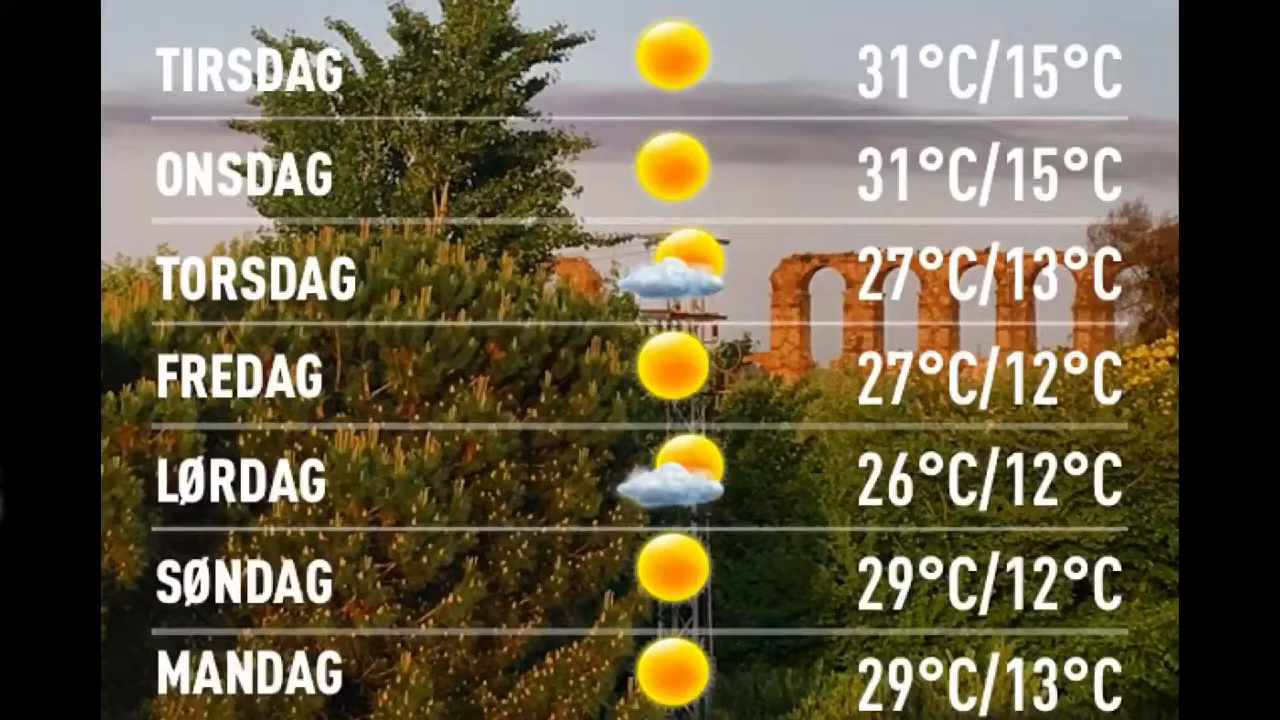 TIRSDAG 31°C/15°C
ONSDAG 31°C/15°C
TORSDAG 27°C/13°C
FREDAG 27°C/12°C
LØRDAG 26°C/12°C
SØNDAG 29°C/12°C
MANDAG 29°C/13°C